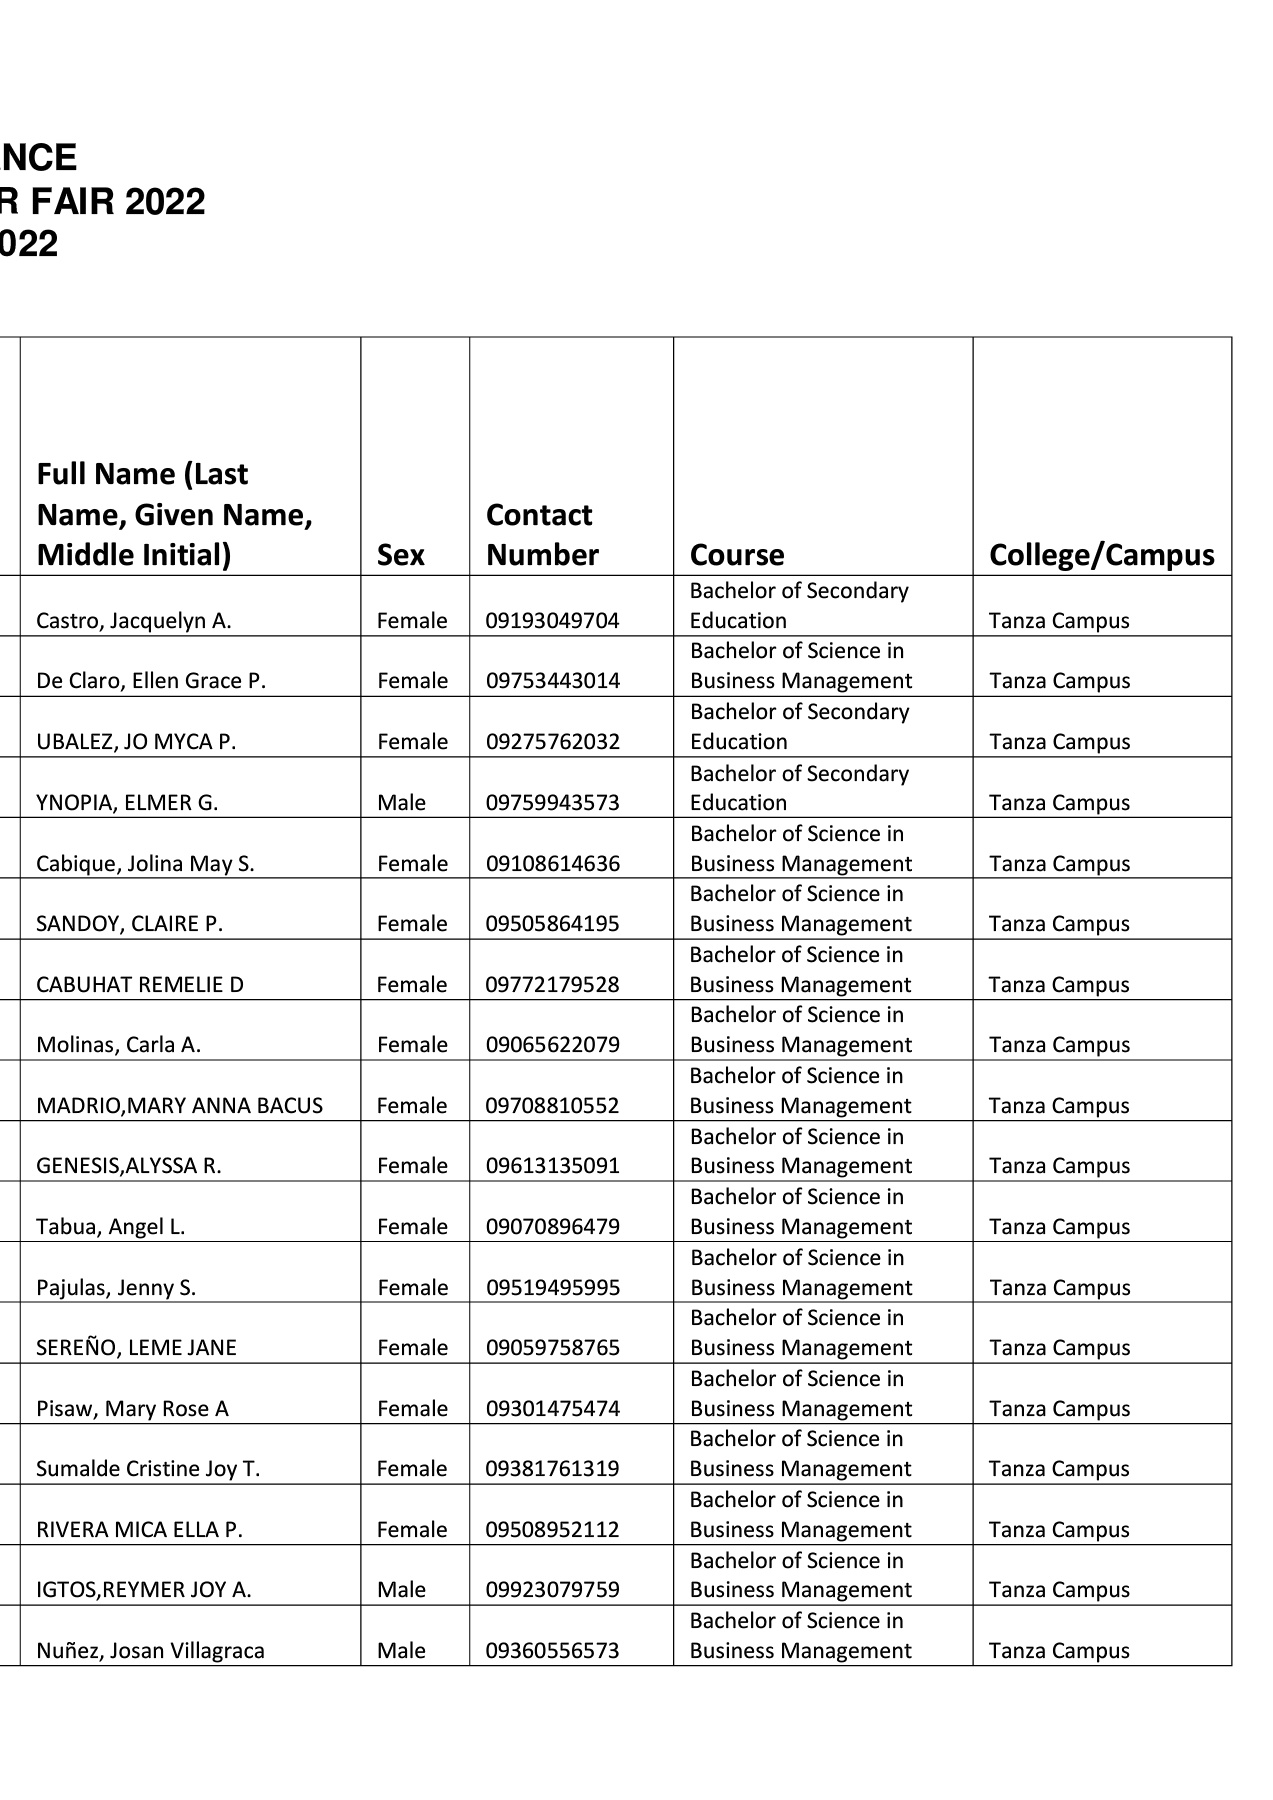 ANCE
R FAIR 2022
022
Full Name (Last
Name, Given Name,
Middle Initial)
Sex
Contact
Number
Course
College/Campus
Castro, Jacquelyn A.
Female
09193049704
Bachelor of Secondary
Education
Tanza Campus
De Claro, Ellen Grace P.
Female
09753443014
Bachelor of Science in
Business Management
Tanza Campus
UBALEZ, JO MYCA P.
Female
09275762032
Bachelor of Secondary
Education
Tanza Campus
YNOPIA, ELMER G.
Male
09759943573
Bachelor of Secondary
Education
Tanza Campus
Cabique, Jolina May S.
Female
09108614636
Bachelor of Science in
Business Management
Tanza Campus
SANDOY, CLAIRE P.
Female
09505864195
Bachelor of Science in
Business Management
Tanza Campus
CABUHAT REMELIE D
Female
09772179528
Bachelor of Science in
Business Management
Tanza Campus
Molinas, Carla A.
Female
09065622079
Bachelor of Science in
Business Management
Tanza Campus
MADRIO,MARY ANNA BACUS
Female
09708810552
Bachelor of Science in
Business Management
Tanza Campus
GENESIS,ALYSSA R.
Female
09613135091
Bachelor of Science in
Business Management
Tanza Campus
Tabua, Angel L.
Female
09070896479
Bachelor of Science in
Business Management
Tanza Campus
Pajulas, Jenny S.
Female
09519495995
Bachelor of Science in
Business Management
Tanza Campus
SEREÑO, LEME JANE
Female
09059758765
Bachelor of Science in
Business Management
Tanza Campus
Pisaw, Mary Rose A
Female
09301475474
Bachelor of Science in
Business Management
Tanza Campus
Sumalde Cristine Joy T.
Female
09381761319
Bachelor of Science in
Business Management
Tanza Campus
RIVERA MICA ELLA P.
Female
09508952112
Bachelor of Science in
Business Management
Tanza Campus
IGTOS,REYMER JOY A.
Male
09923079759
Bachelor of Science in
Business Management
Tanza Campus
Nuñez, Josan Villagraca
Male
09360556573
Bachelor of Science in
Business Management
Tanza Campus